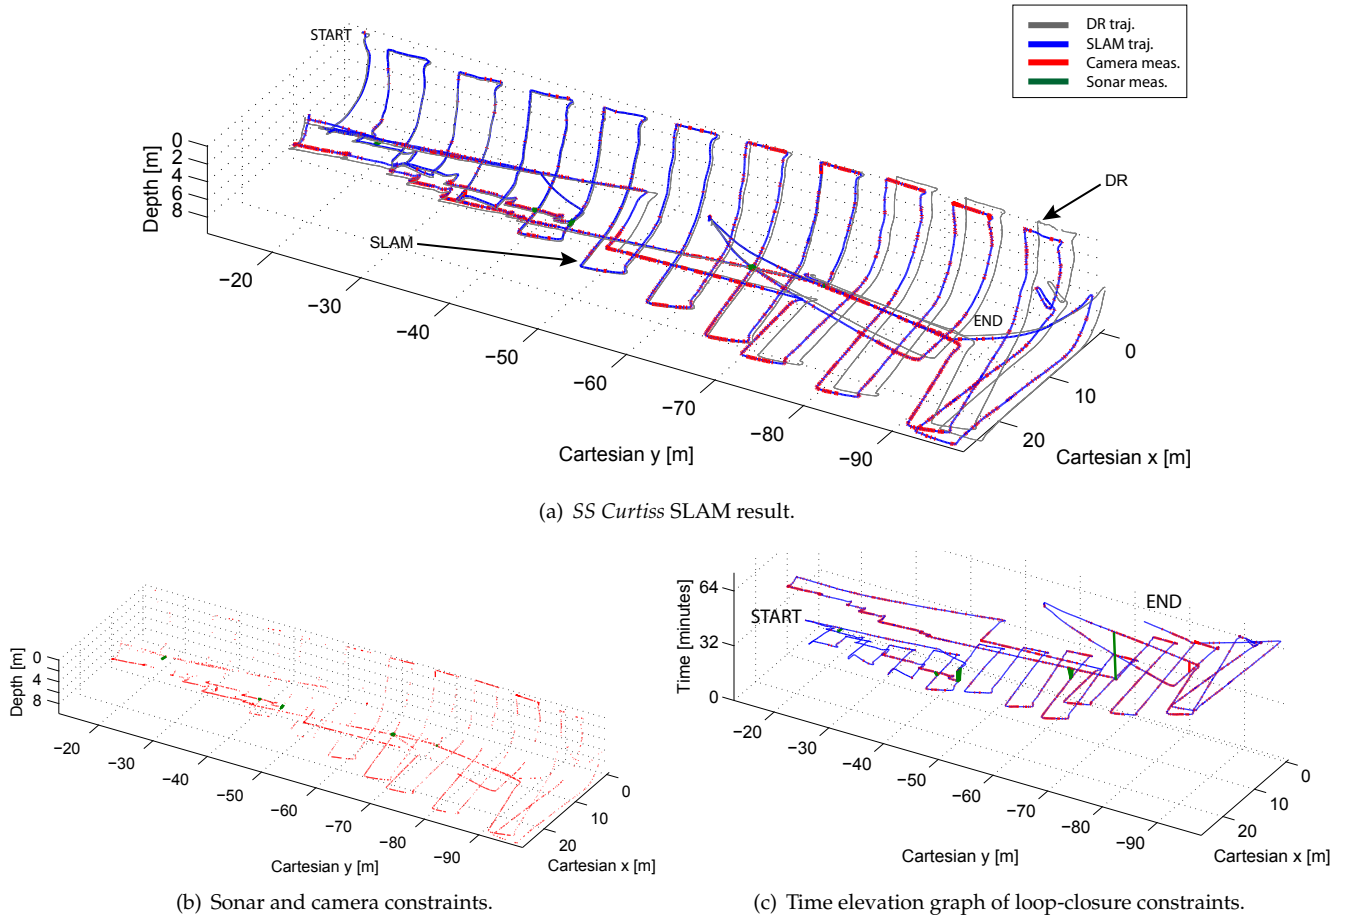 DR traj.
SLAM traj.
Camera meas.
Sonar meas.
START
DR
SLAM
END
Depth [m]
0
2
4
6
8
−20
−30
−40
−50
−60
−70
−80
−90
Cartesian y [m]
0
10
20
Cartesian x [m]
(a) SS Curtiss SLAM result.
Depth [m]
0
4
8
−20
−30
−40
−50
−60
−70
−80
−90
Cartesian y [m]
0
10
20
Cartesian x [m]
(b) Sonar and camera constraints.
Time [minutes]
64
32
0
START
END
−20
−30
−40
−50
−60
−70
−80
−90
Cartesian y [m]
0
10
20
Cartesian x [m]
(c) Time elevation graph of loop-closure constraints.